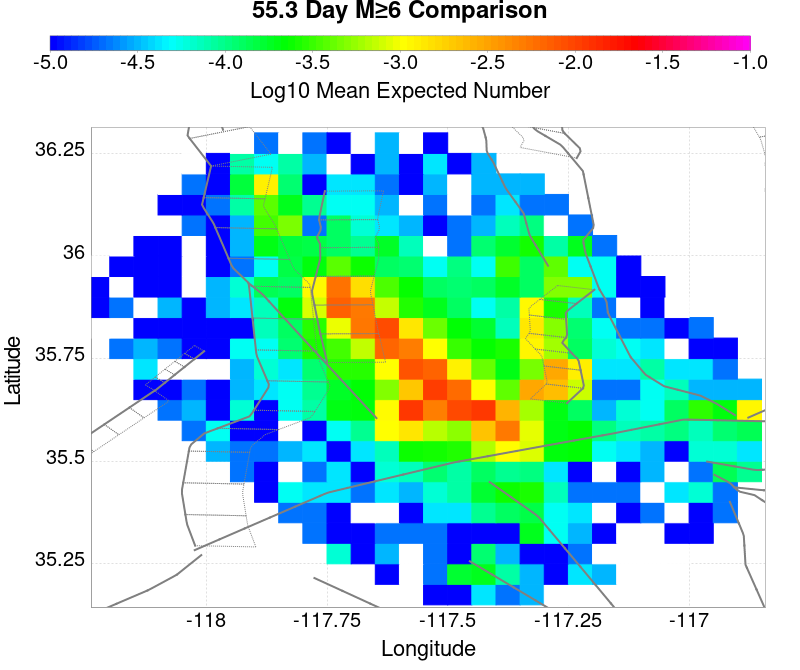 55.3 Day M≥6 Comparison
-5.0 -4.5 -4.0 -3.5 -3.0 -2.5 -2.0 -1.5 -1.0
Log10 Mean Expected Number
36.25
36
35.75
35.5
35.25
Latitude
-118 -117.75 -117.5 -117.25 -117
Longitude